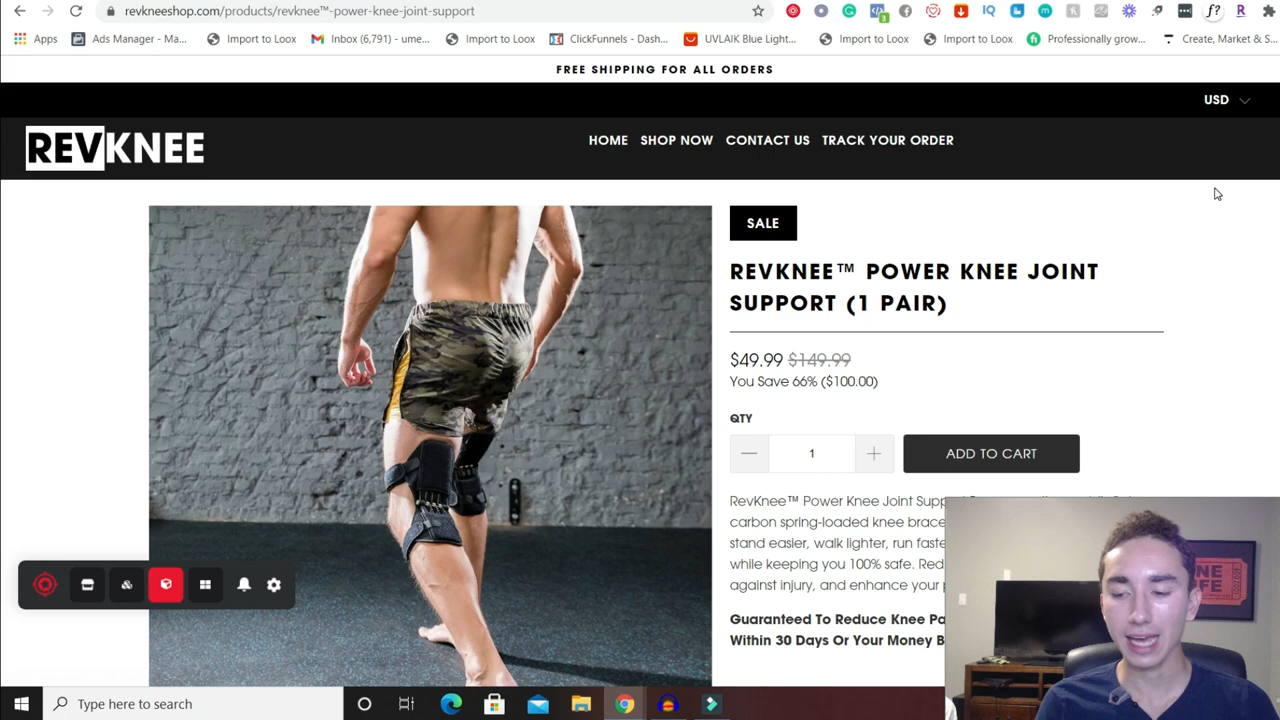 revkneeshop.com/products/revknee™-power-knee-joint-support
3
f?
R
Apps
Ads Manager - Ma...
Import to Loox
Inbox (6,791) - ume...
Import to Loox
ClickFunnels - Dash...
UVLAIK Blue Light...
Import to Loox
Import to Loox
Professionally grow...
Create, Market & S...
FREE SHIPPING FOR ALL ORDERS
USD
REVKNEE
HOME
SHOP NOW
CONTACT US
TRACK YOUR ORDER
SALE
REVKNEE™ POWER KNEE JOINT
SUPPORT (1 PAIR)
$49.99 $149.99
You Save 66% ($100.00)
QTY
1
ADD TO CART
RevKnee™ Power Knee Joint Supp
carbon spring-loaded knee brace
stand easier, walk lighter, run faste
while keeping you 100% safe. Red
against injury, and enhance your
Guaranteed To Reduce Knee Pa
Within 30 Days Or Your Money B
Type here to search